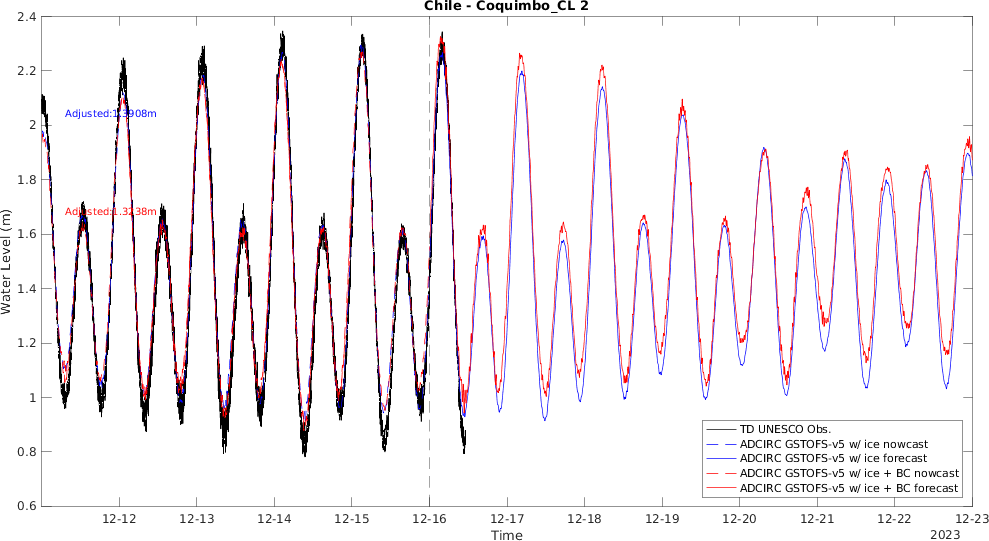 Chile - Coquimbo_CL 2
2.4
2.2
2
1.8
1.6
1.4
1.2
1
0.8
0.6
Water Level (m)
Adjusted:1.3908m
Adjusted:1.3238m
TD UNESCO Obs.
ADCIRC GSTOFS-v5 w/ ice nowcast
ADCIRC GSTOFS-v5 w/ ice forecast
ADCIRC GSTOFS-v5 w/ ice + BC nowcast
ADCIRC GSTOFS-v5 w/ ice + BC forecast
12-12 12-13 12-14 12-15 12-16 12-17 12-18 12-19 12-20 12-21 12-22 12-23
Time
2023